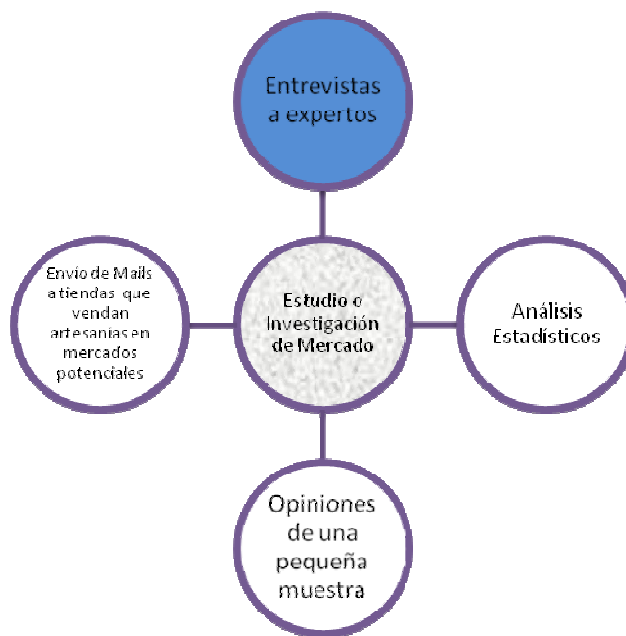 Entrevistas
a expertos
Envio de Mails
a tiendas que
vendan
artesanías en
mercados
potenciales
Estudio o
Investigación
de Mercado
Análisis
Estadísticos
Opiniones
de una
pequeña
muestra